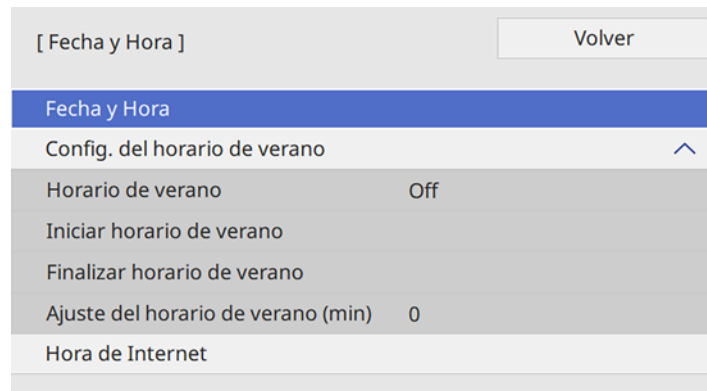 [ Fecha y Hora ]
Volver
Fecha y Hora
Config. del horario de verano
Horario de verano Off
Iniciar horario de verano
Finalizar horario de verano
Ajuste del horario de verano (min) 0
Hora de Internet